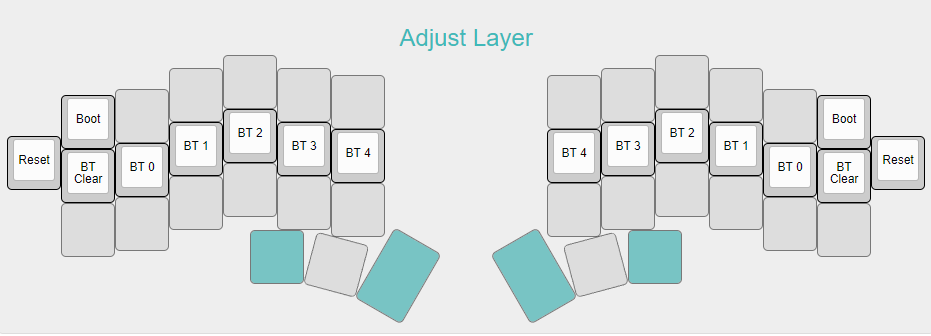 Adjust Layer
Boot
BT 2
BT 1
BT 3
BT 4
Reset
BT
Clear
BT 0
Boot
BT 2
BT 4
BT 3
BT 1
Reset
BT 0
BT
Clear